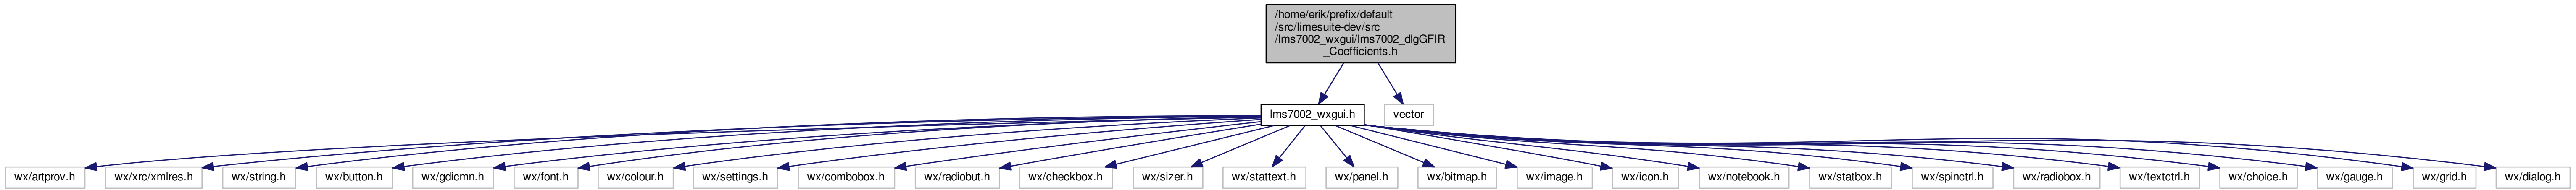 /home/erik/prefix/default
/src/limesuite-dev/src
/lms7002_wxgui/lms7002_dlgGFIR
_Coefficients.h
lms7002_wxgui.h
vector
wx/artprov.h
wx/xrc/xmlres.h
wx/string.h
wx/button.h
wx/gdicmn.h
wx/font.h
wx/colour.h
wx/settings.h
wx/combobox.h
wx/radiobut.h
wx/checkbox.h
wx/sizer.h
wx/stattext.h
wx/panel.h
wx/bitmap.h
wx/image.h
wx/icon.h
wx/notebook.h
wx/statbox.h
wx/spinctrl.h
wx/radiobox.h
wx/textctrl.h
wx/choice.h
wx/gauge.h
wx/grid.h
wx/dialog.h